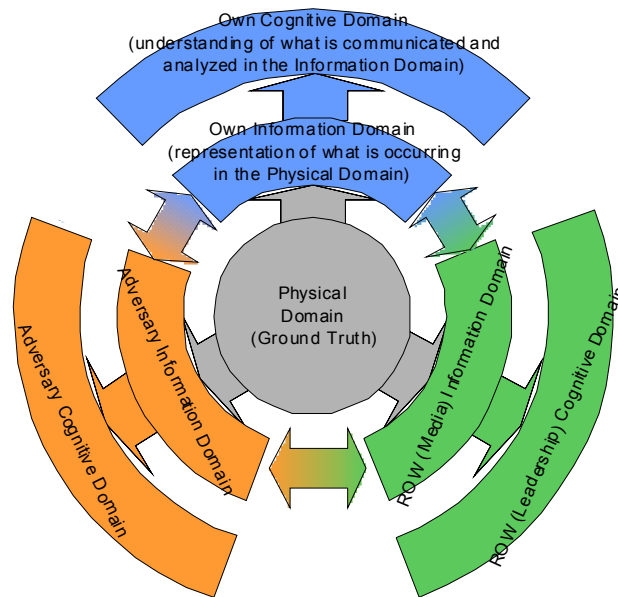 Own Cognitive Domain
(understanding of what is communicated and
analyzed in the Information Domain)
Own Information Domain
(representation of what is occurring
in the Physical Domain)
Physical
Domain
(Ground Truth)
Adversary Information Domain
Adversary Cognitive Domain
ROW (Media) Information Domain
ROW (Leadership) Cognitive Domain